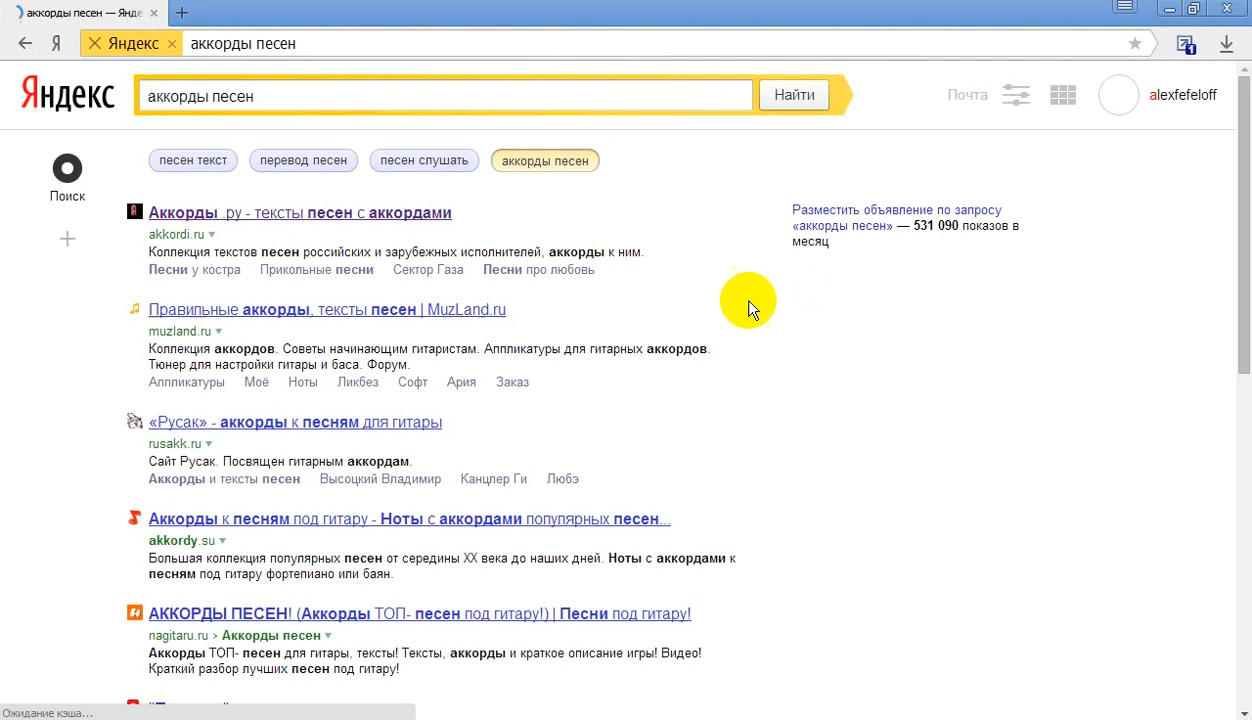 аккорды песен — Янде
Яндекс
аккорды песен
Яндекс
аккорды песен
Найти
Почта
alexfefeloff
песен текст
перевод песен
песен слушать
аккорды песен
Поиск
Аккорды .ру - тексты песен с аккордами
akkordi.ru
Коллекция текстов песен российских и зарубежных исполнителей, аккорды к ним.
Песни у костра Прикольные песни Сектор Газа Песни про любовь
Разместить объявление по запросу
«аккорды песен» — 531 090 показов в
месяц
Правильные аккорды, тексты песен | MuzLand.ru
muzland.ru
Коллекция аккордов. Советы начинающим гитаристам. Аппликатуры для гитарных аккордов.
Тюнер для настройки гитары и баса. Форум.
Аппликатуры Моё Ноты Ликбез Софт Ария Заказ
«Русак» - аккорды к песням для гитары
rusakk.ru
Сайт Русак. Посвящен гитарным аккордам.
Аккорды и тексты песен Высоцкий Владимир Канцлер Ги Любэ
Аккорды к песням под гитару - Ноты с аккордами популярных песен...
akkordy.su
Большая коллекция популярных песен от середины XX века до наших дней. Ноты с аккордами к
песням под гитару фортепиано или баян.
АККОРДЫ ПЕСЕН! (Аккорды ТОП- песен под гитару!) | Песни под гитару!
nagitaru.ru › Аккорды песен
Аккорды ТОП- песен для гитары, тексты! Тексты, аккорды и краткое описание игры! Видео!
Краткий разбор лучших песен под гитару!
Ожидание кэша...